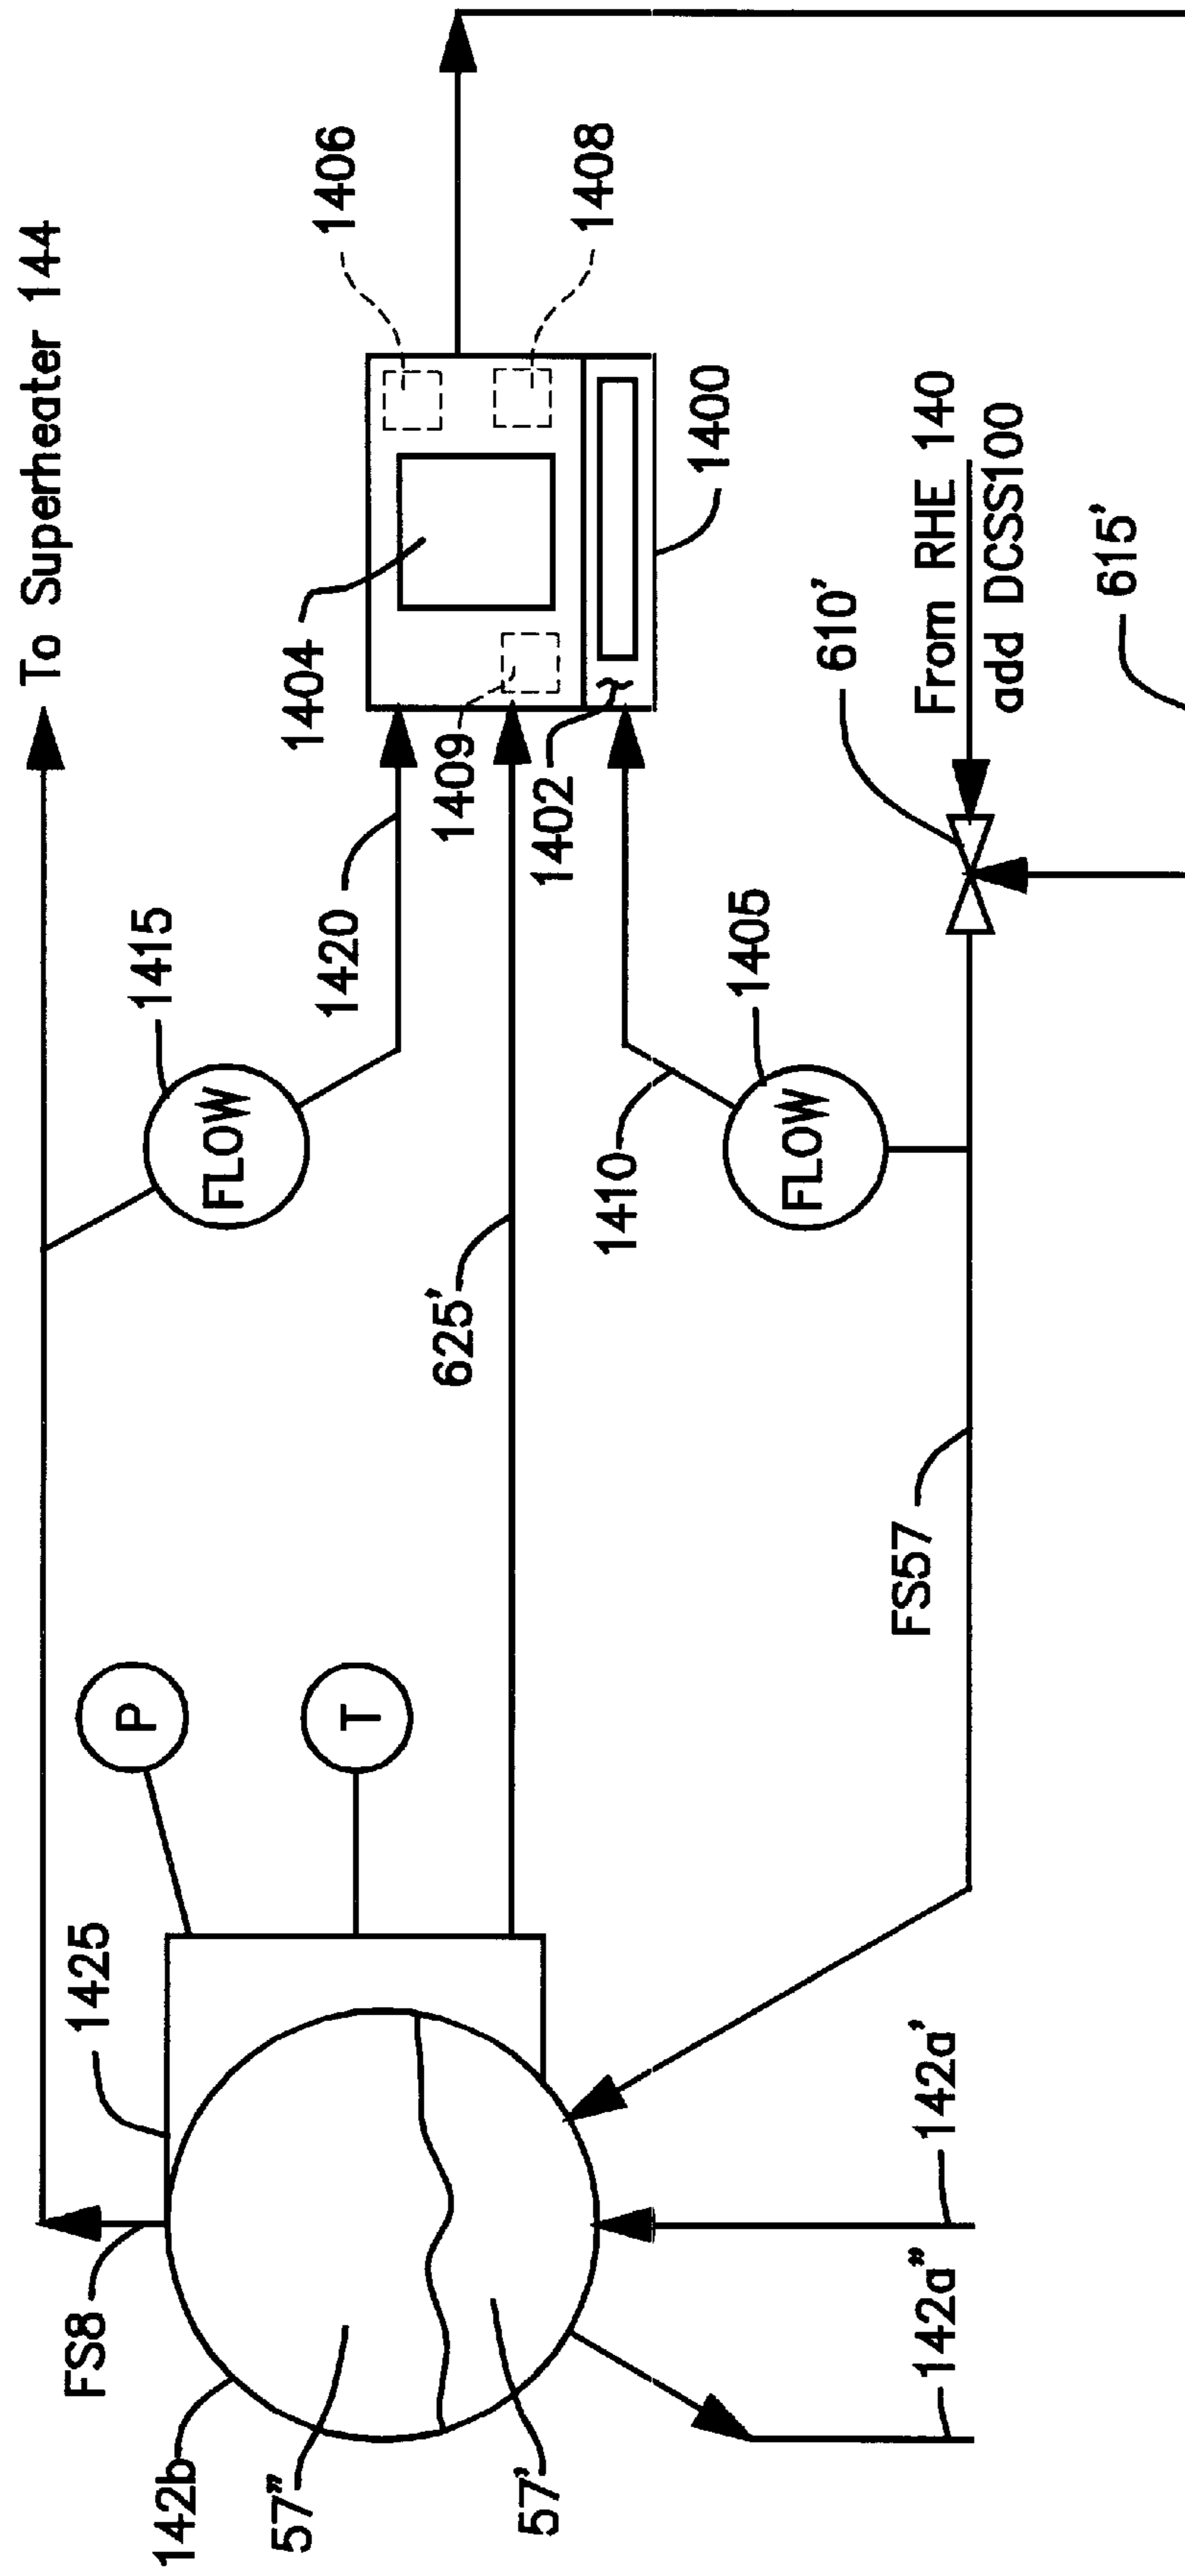 To Superheater 144
1406
1408
1404
1409
1402
1400
1415
1420
FLOW
625'
1410
1405
FLOW
610'
From RHE 140
add DCSS100
615'
FS57
P
T
1425
FS8
142b
57"
57'
142a'
142a"